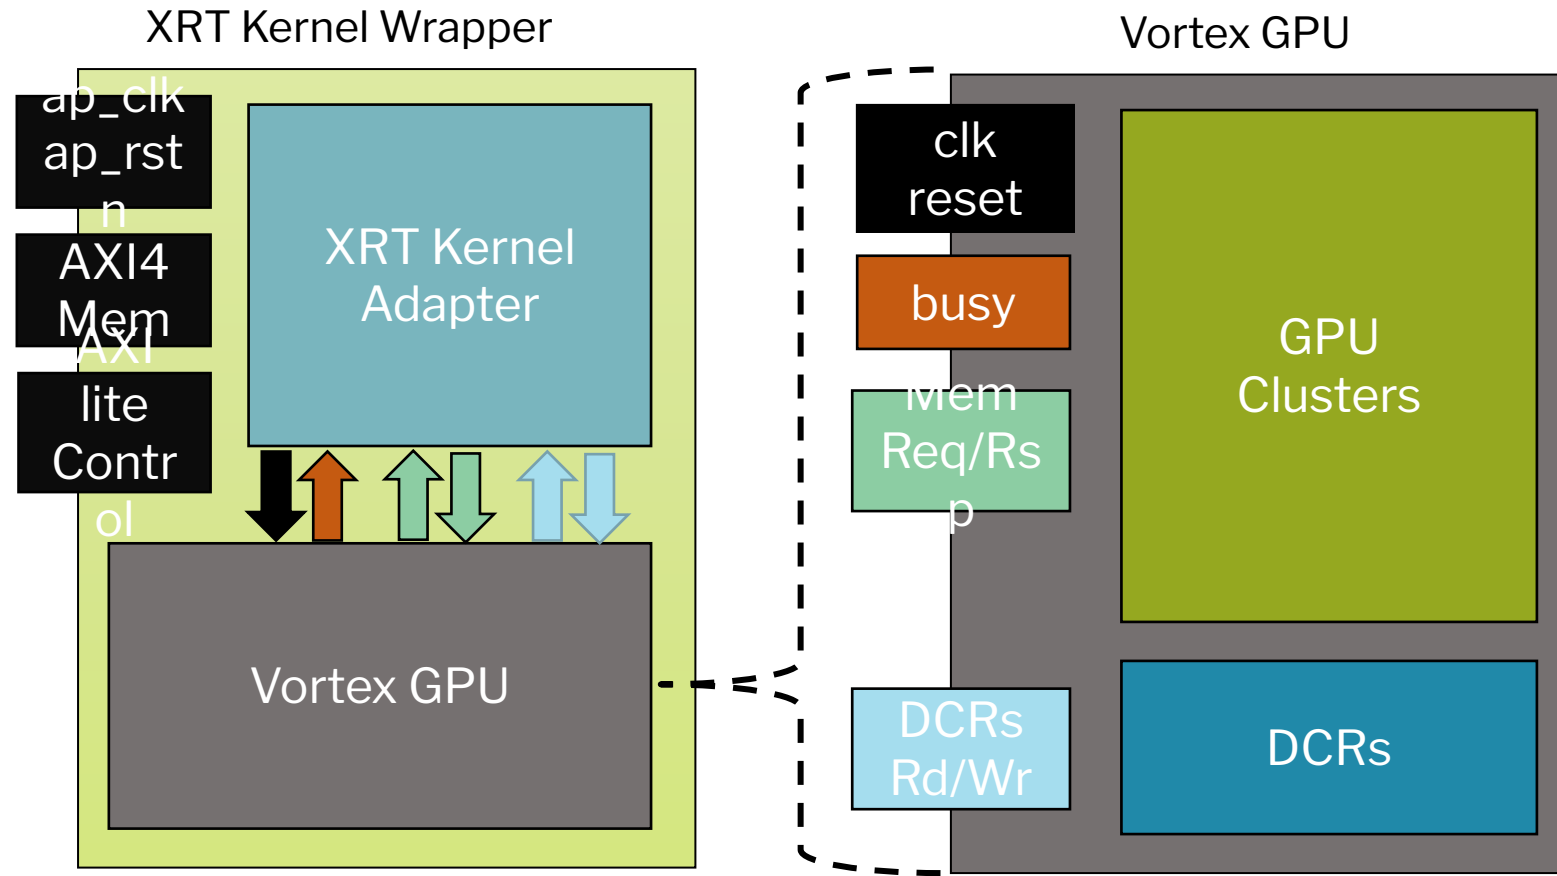 XRT Kernel Wrapper
ap_clk
ap_rst
n
AXI4
Mem
AXI
lite
Contr
ol
XRT Kernel
Adapter
Vortex GPU
Vortex GPU
clk
reset
busy
Mem
Req/Rs
p
DCRs
Rd/Wr
GPU
Clusters
DCRs